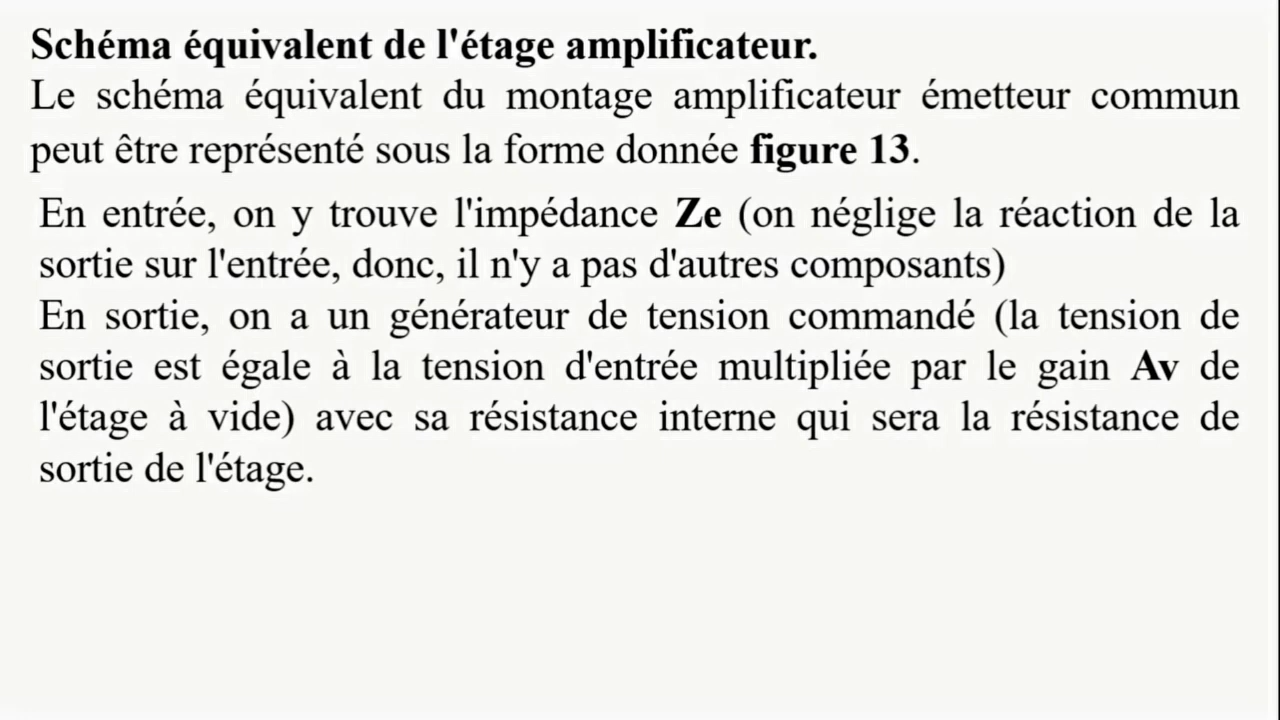 Schéma équivalent de l'étage amplificateur.
Le schéma équivalent du montage amplificateur émetteur commun
peut être représenté sous la forme donnée figure 13.
En entrée, on y trouve l'impédance Ze (on néglige la réaction de la
sortie sur l'entrée, donc, il n'y a pas d'autres composants)
En sortie, on a un générateur de tension commandé (la tension de
sortie est égale à la tension d'entrée multipliée par le gain Av de
l'étage à vide) avec sa résistance interne qui sera la résistance de
sortie de l'étage.